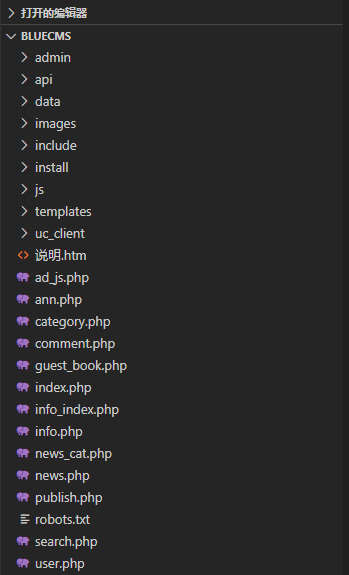 打开的编辑器
BLUECMS
admin
api
data
images
include
install
js
templates
uc_client
说明.htm
ad_js.php
ann.php
category.php
comment.php
guest_book.php
index.php
info_index.php
info.php
news_cat.php
news.php
publish.php
robots.txt
search.php
user.php